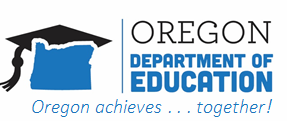 OREGON
DEPARTMENT OF
EDUCATION
Oregon achieves . . . together!